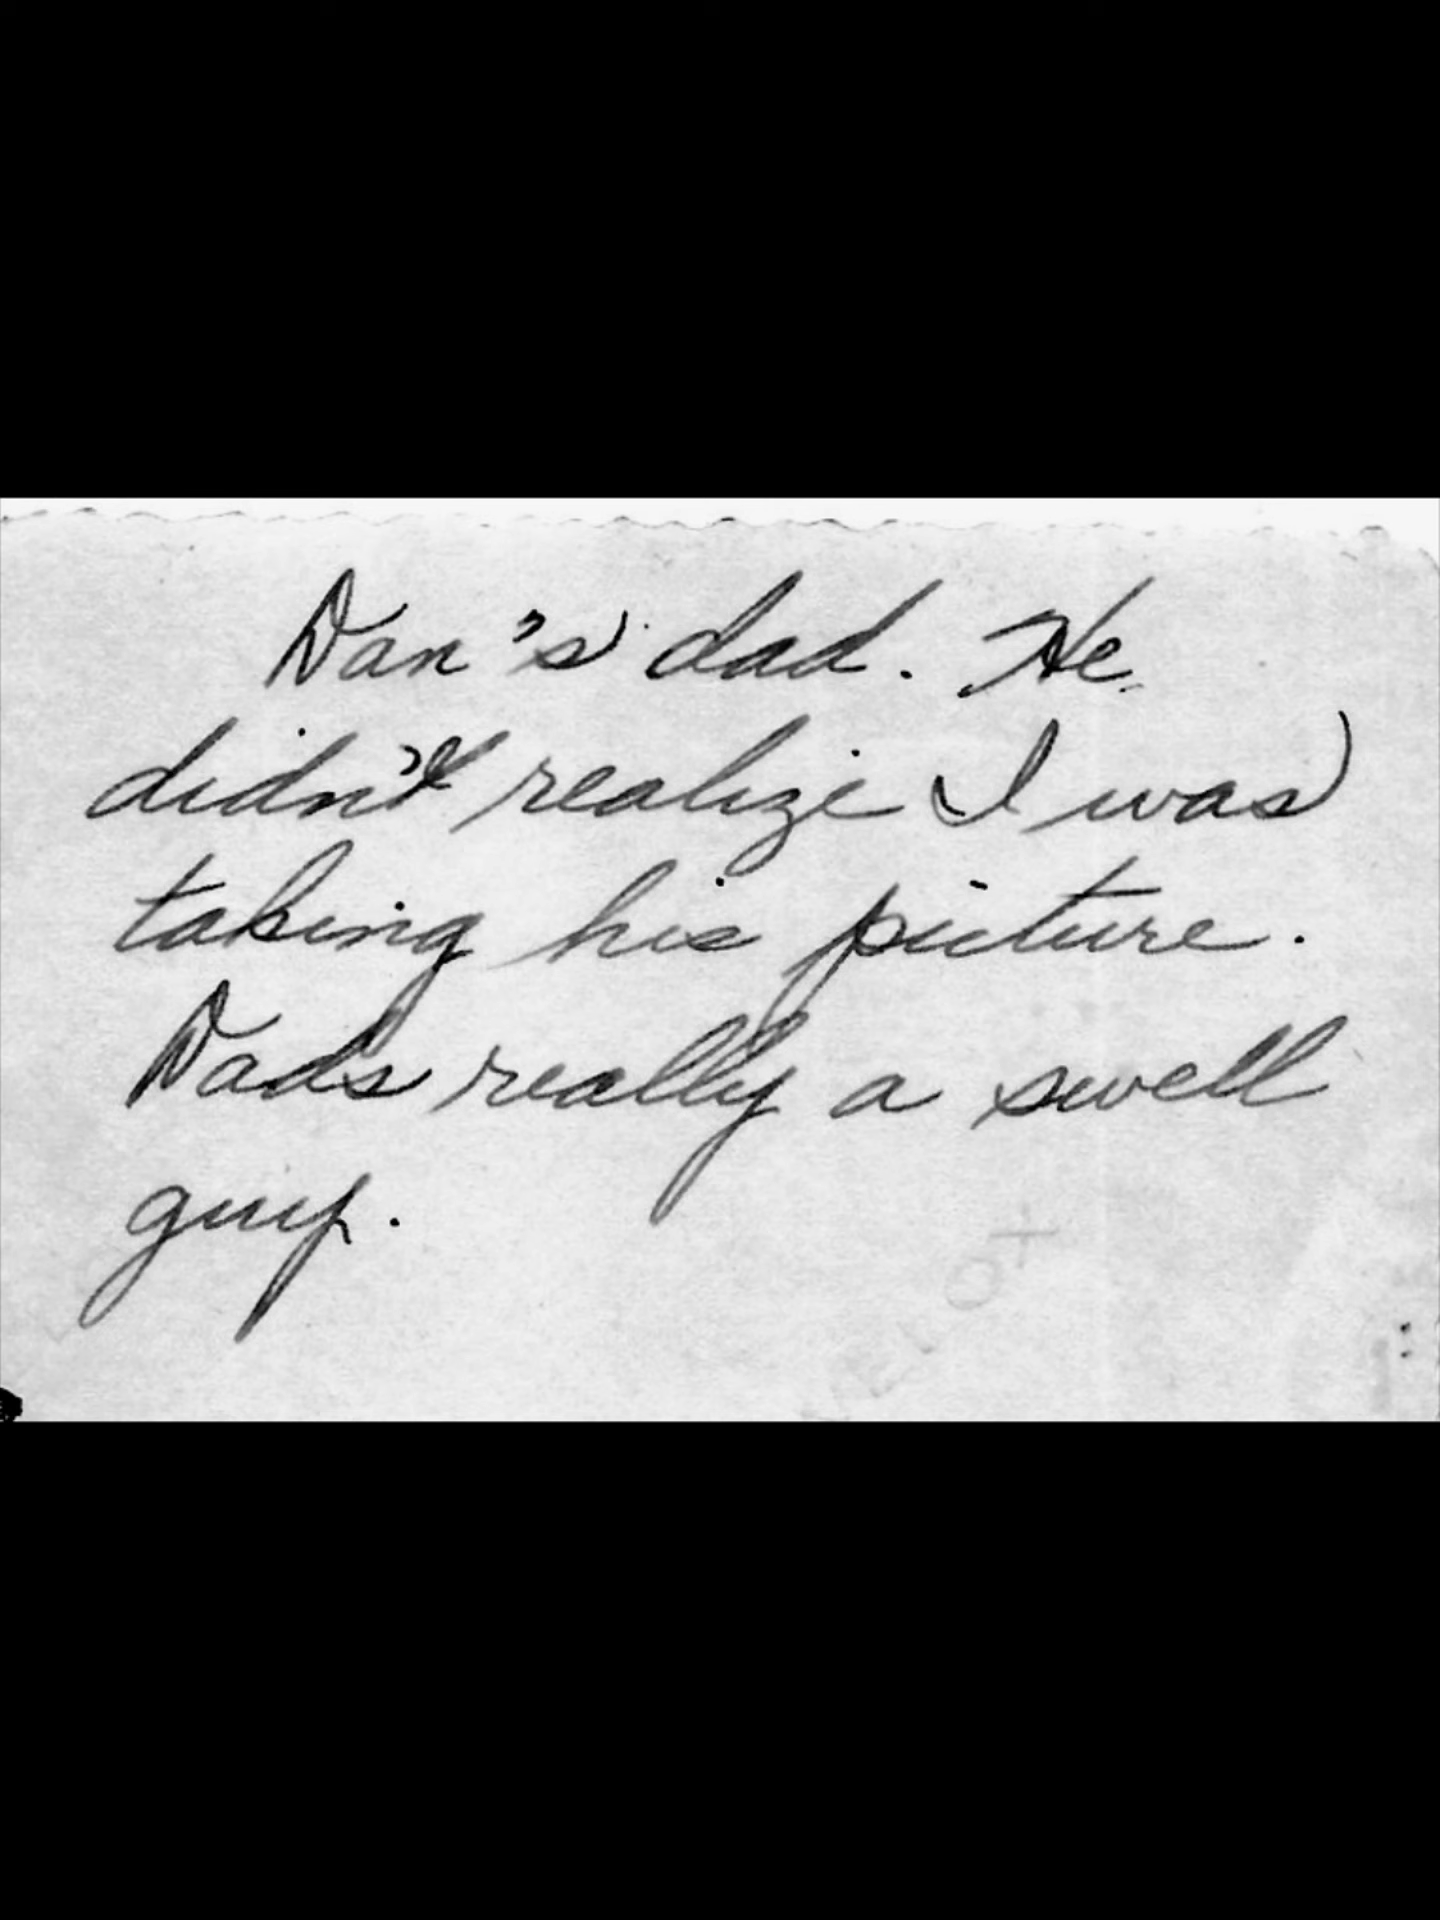 Dan's dad. He
didn't realize I was
taking his picture.
Dads really a swell
guy.